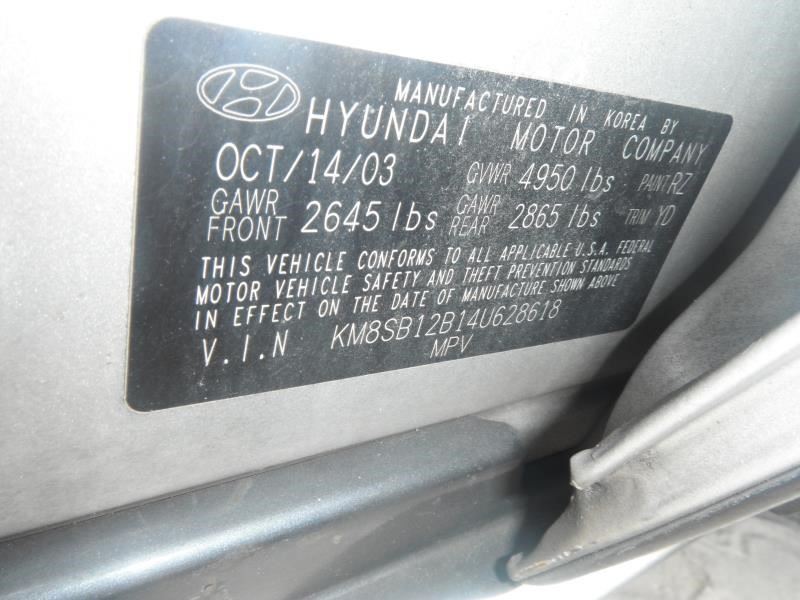 MANUFACTURED IN KOREA BY
HYUNDAI MOTOR COMPANY
OCT/14/03 GVWR 4950 lbs PAINT RZ
GAWR FRONT 2645 lbs GAWR REAR 2865 lbs TRIM YD
THIS VEHICLE CONFORMS TO ALL APPLICABLE U.S.A. FEDERAL
MOTOR VEHICLE SAFETY AND THEFT PREVENTION STANDARDS
IN EFFECT ON THE DATE OF MANUFACTURE SHOWN ABOVE
V.I.N KM8SB12B14U628618
MPV